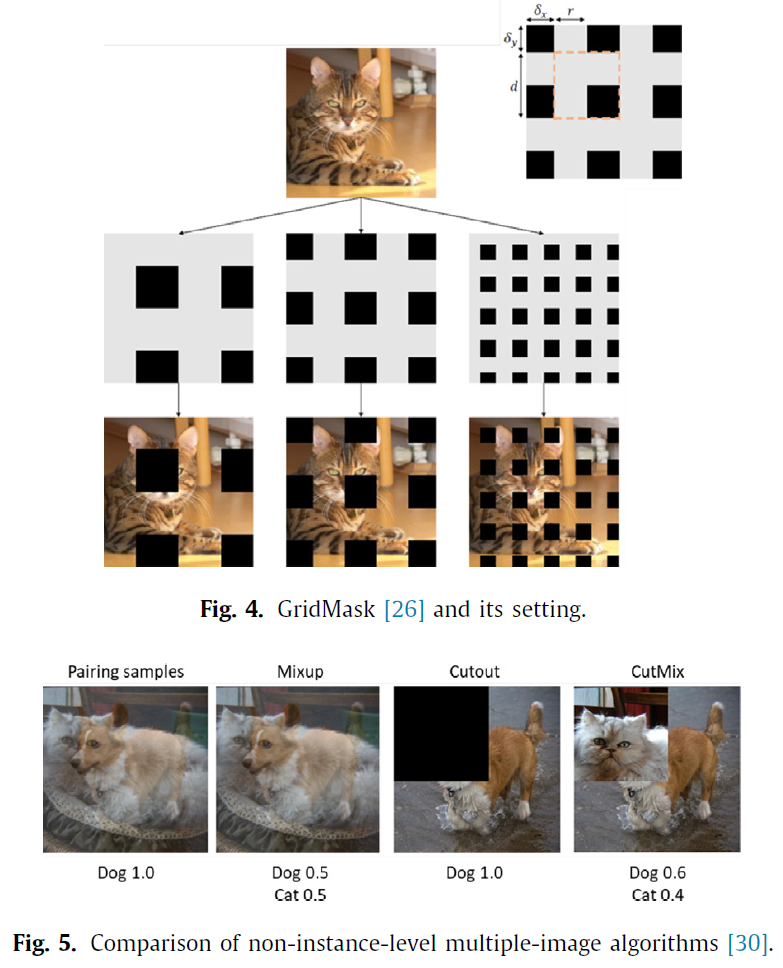 δx r
δy
d
Fig. 4. GridMask [26] and its setting.
Pairing samples Mixup Cutout CutMix
Dog 1.0 Dog 0.5 Dog 1.0 Dog 0.6
Cat 0.5 Cat 0.4
Fig. 5. Comparison of non-instance-level multiple-image algorithms [30].